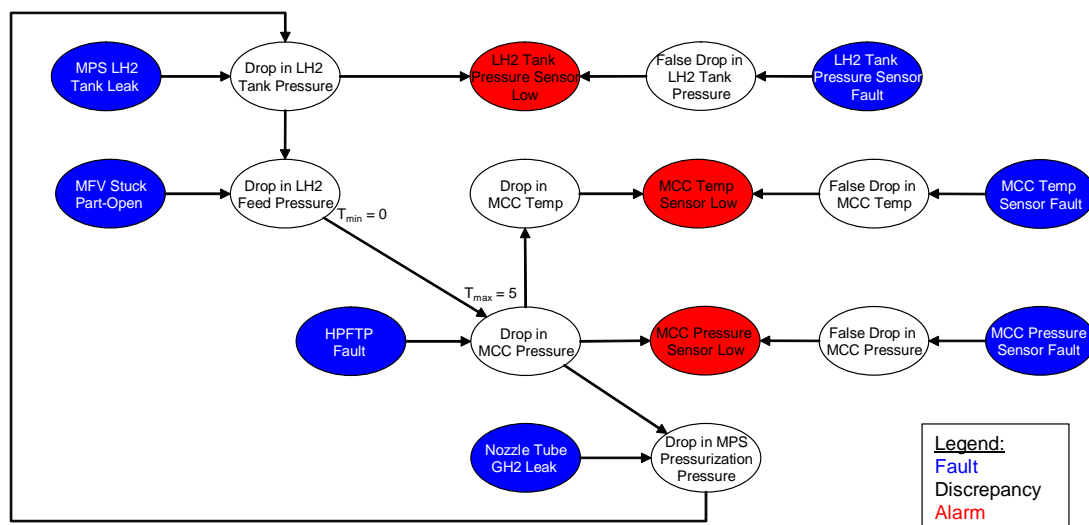 MPS LH2
Tank Leak
Drop in LH2
Tank Pressure
LH2 Tank
Pressure Sensor
Low
False Drop in
LH2 Tank
Pressure
LH2 Tank
Pressure Sensor
Fault
MFV Stuck
Part-Open
Drop in LH2
Feed Pressure
Drop in
MCC Temp
MCC Temp
Sensor Low
False Drop in
MCC Temp
MCC Temp
Sensor Fault
Tmin = 0
Tmax = 5
HPFTP
Fault
Drop in
MCC Pressure
MCC Pressure
Sensor Low
False Drop in
MCC Pressure
MCC Pressure
Sensor Fault
Nozzle Tube
GH2 Leak
Drop in MPS
Pressurization
Pressure
Legend:
Fault
Discrepancy
Alarm